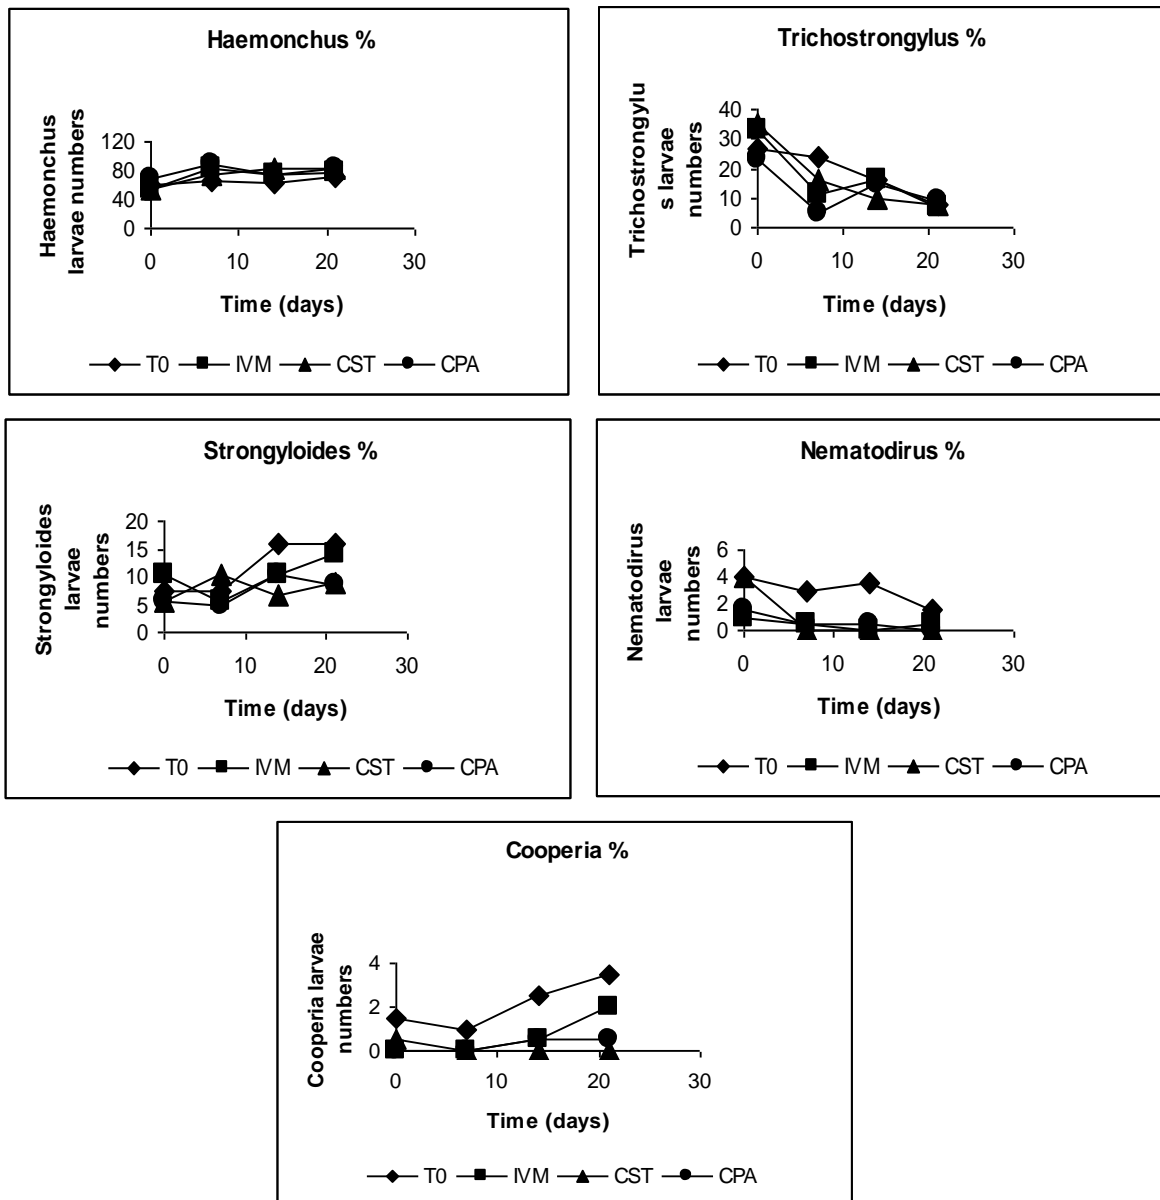 Haemonchus %
Haemonchus
larvae numbers
120
80
40
0
0 10 20 30
Time (days)
T0 IVM CST CPA
Trichostrongylus %
Trichostrongylu
s larvae
numbers
40
30
20
10
0
0 10 20 30
Time (days)
T0 IVM CST CPA
Strongyloides %
Strongyloides
larvae
numbers
20
15
10
5
0
0 10 20 30
Time (days)
T0 IVM CST CPA
Nematodirus %
Nematodirus
larvae
numbers
6
4
2
0
0 10 20 30
Time (days)
T0 IVM CST CPA
Cooperia %
Cooperia larvae
numbers
4
2
0
0 10 20 30
Time (days)
T0 IVM CST CPA